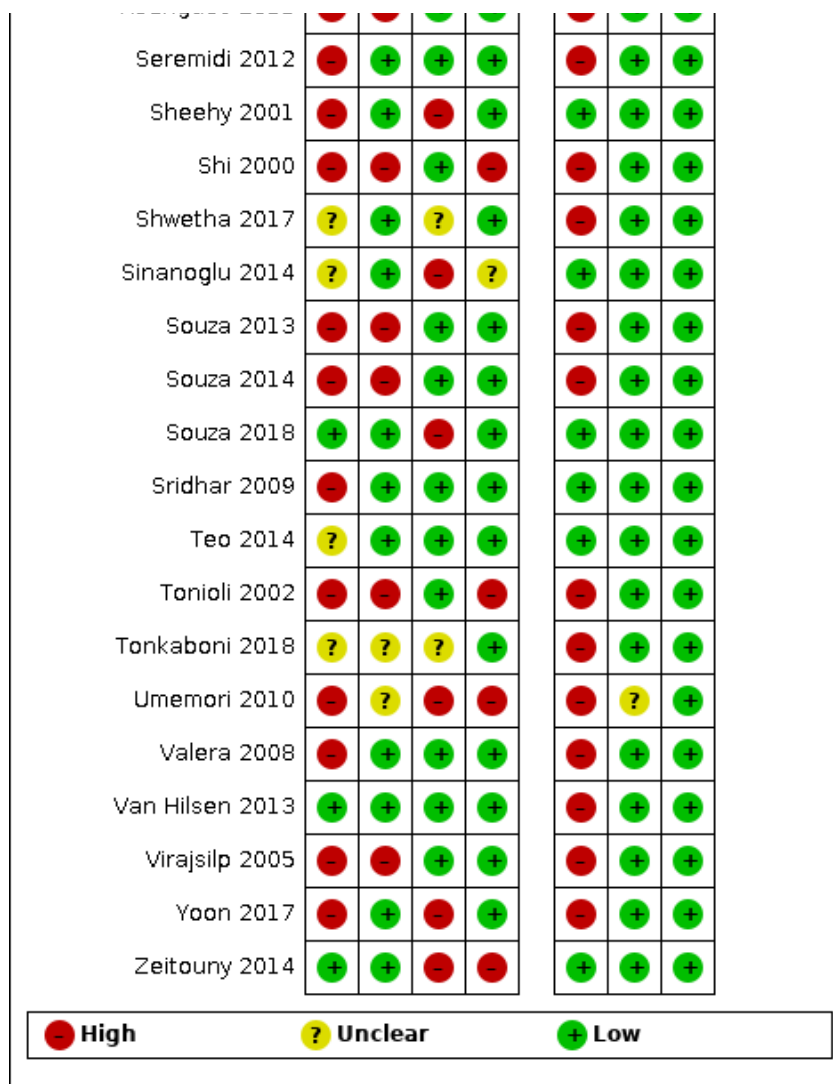 Seremidi 2012 - + + + - + +
Sheehy 2001 - + - + + + +
Shi 2000 - - + - - + +
Shwetha 2017 ? + ? + - + +
Sinanoglu 2014 ? + - ? + + +
Souza 2013 - - + + - + +
Souza 2014 - - + + - + +
Souza 2018 + + - + + + +
Sridhar 2009 - + + + + + +
Teo 2014 ? + + + + + +
Tonioli 2002 - - + - - + +
Tonkaboni 2018 ? ? ? + - + +
Umemori 2010 - ? - - - ? +
Valera 2008 - + + + - + +
Van Hilsen 2013 + + + + - + +
Virajsilp 2005 - - + + - + +
Yoon 2017 - + - + - + +
Zeitouny 2014 + + - - + + +
- High ? Unclear + Low